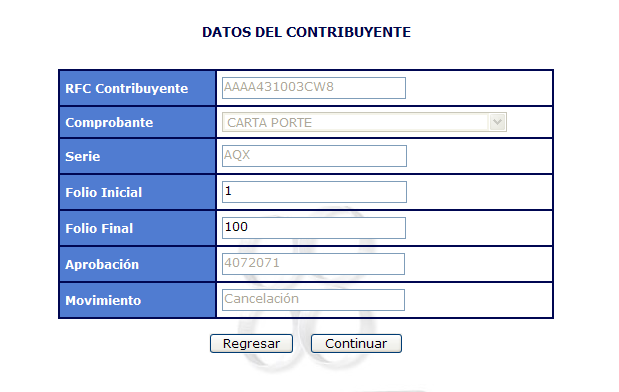 DATOS DEL CONTRIBUYENTE
RFC Contribuyente AAAA431003CW8
Comprobante CARTA PORTE
Serie AQX
Folio Inicial 1
Folio Final 100
Aprobación 4072071
Movimiento Cancelación
Regresar Continuar